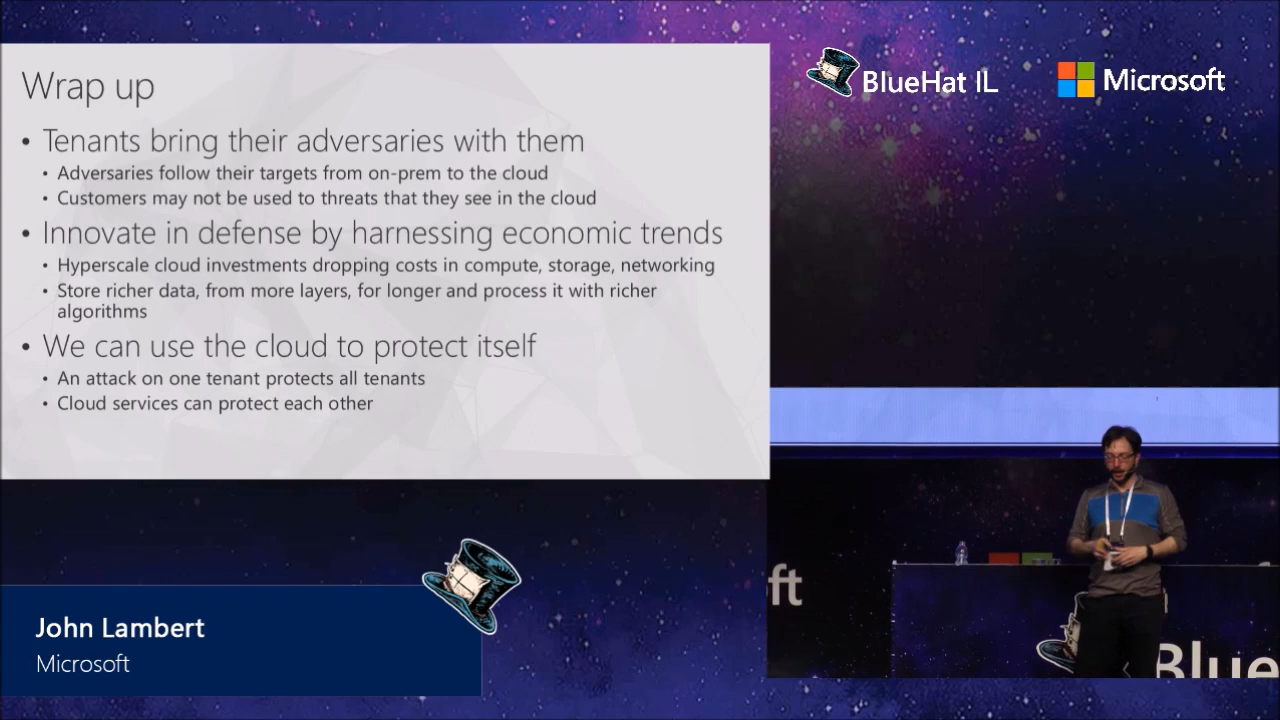 Wrap up
• Tenants bring their adversaries with them
• Adversaries follow their targets from on-prem to the cloud
• Customers may not be used to threats that they see in the cloud
• Innovate in defense by harnessing economic trends
• Hyperscale cloud investments dropping costs in compute, storage, networking
• Store richer data, from more layers, for longer and process it with richer
algorithms
• We can use the cloud to protect itself
• An attack on one tenant protects all tenants
• Cloud services can protect each other
BlueHat IL
Microsoft
ft
Blue
John Lambert
Microsoft